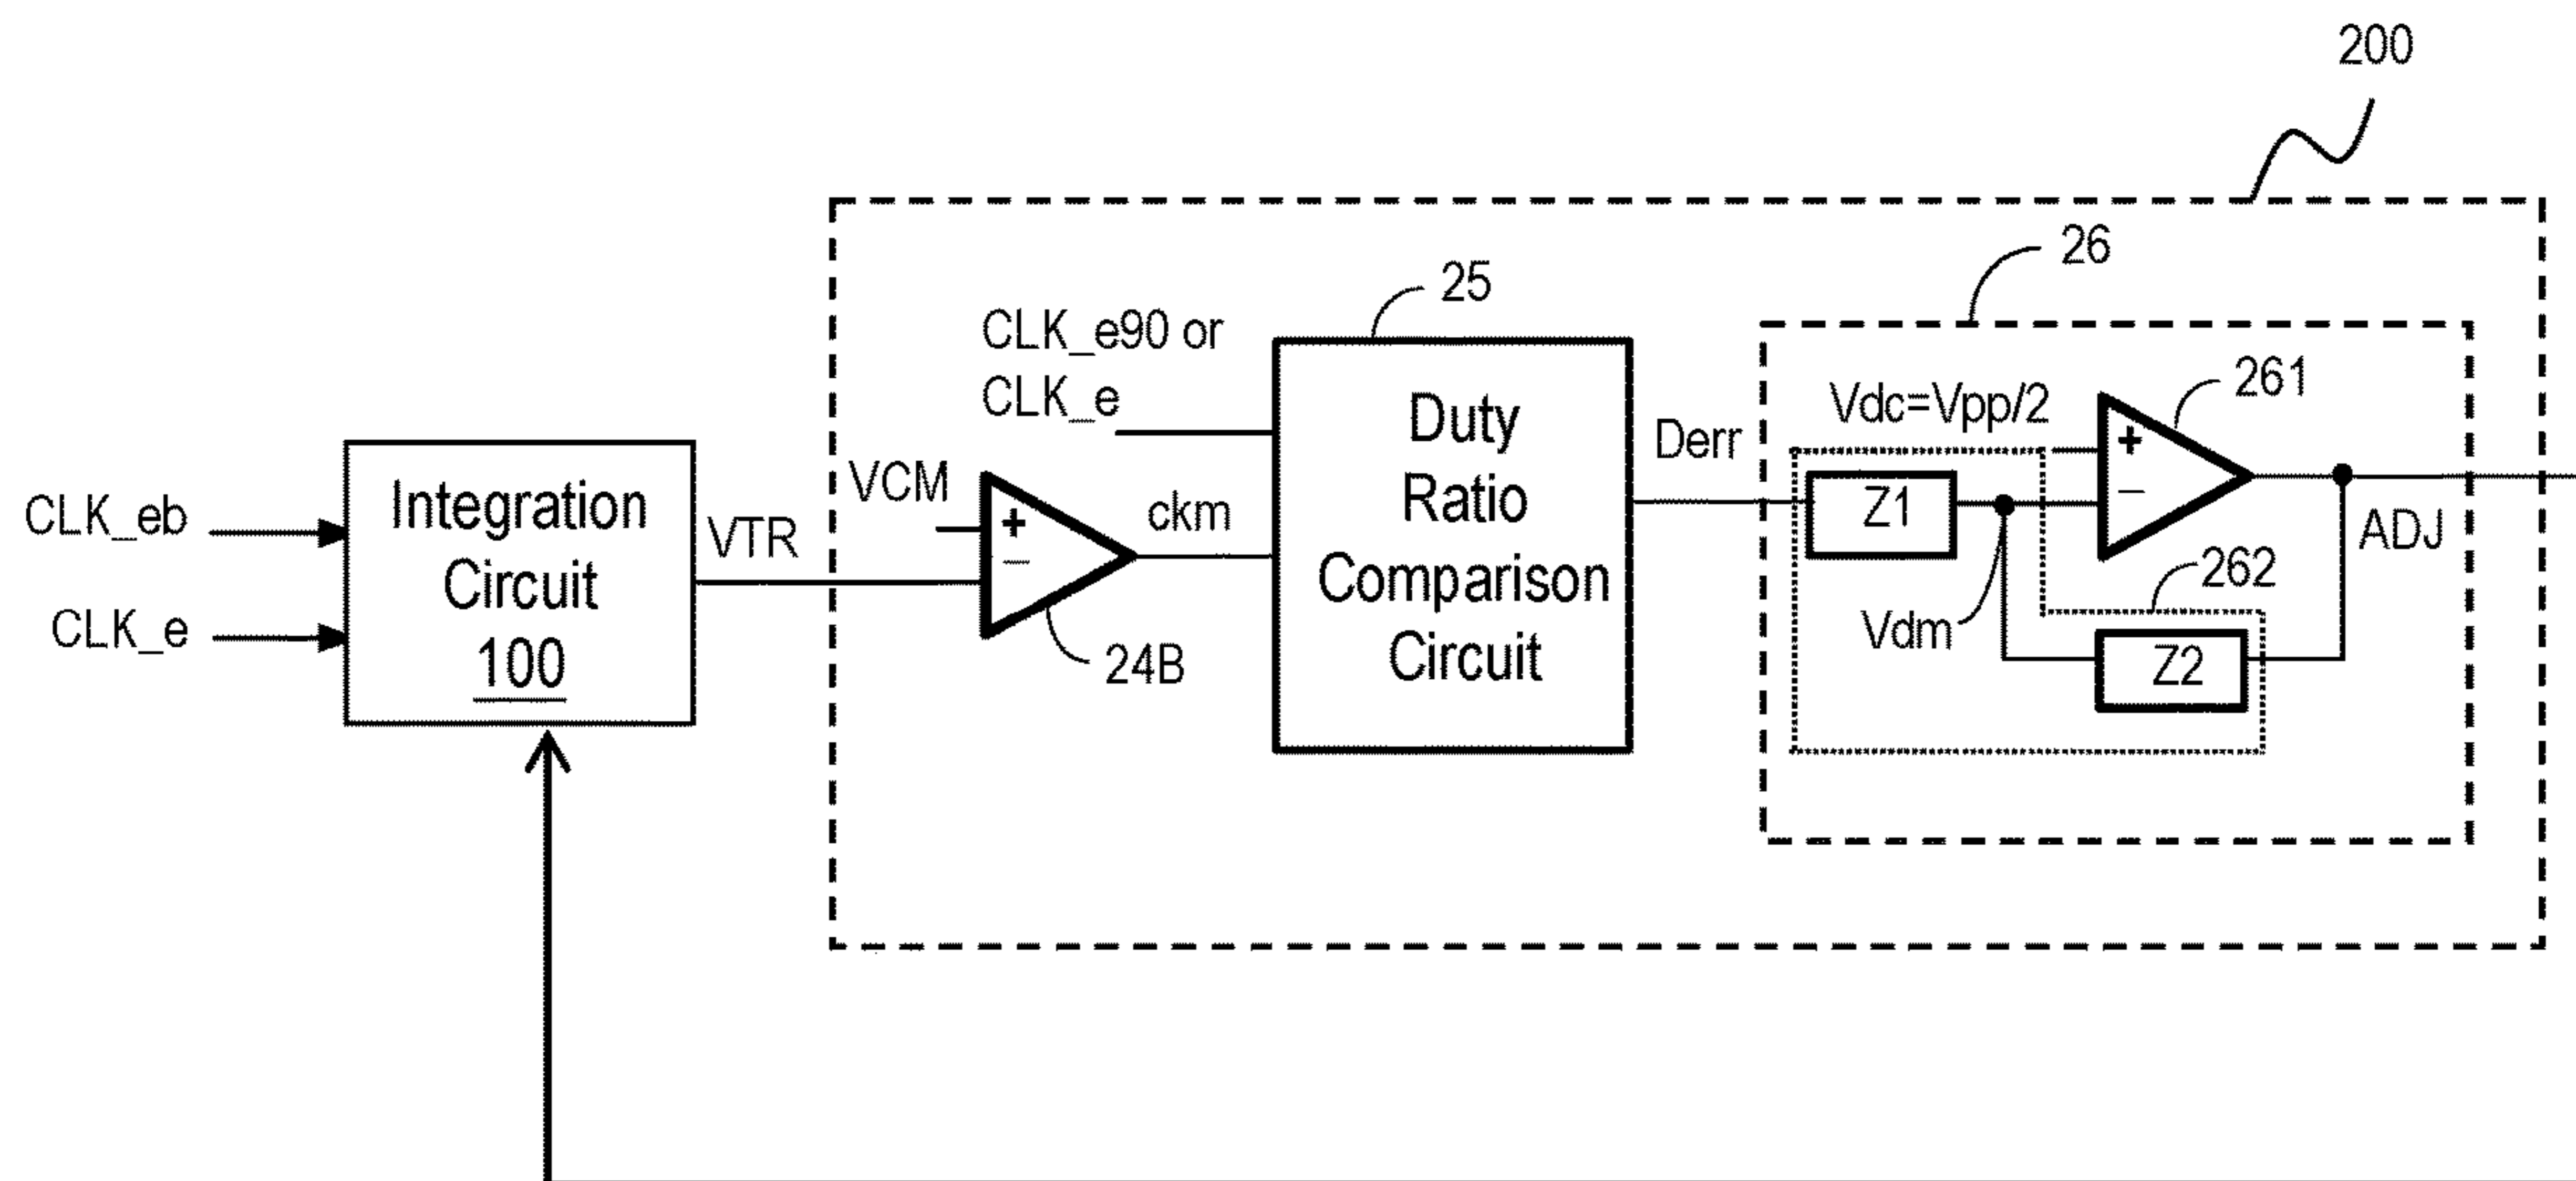 200
26
25
CLK_e90 or
CLK_e
261
Vdc=Vpp/2
Duty
Ratio
Comparison
Circuit
Derr
VCM
+
−
ckm
24B
Integration
Circuit
100
CLK_eb
CLK_e
VTR
Z1
+
−
ADJ
262
Vdm
Z2